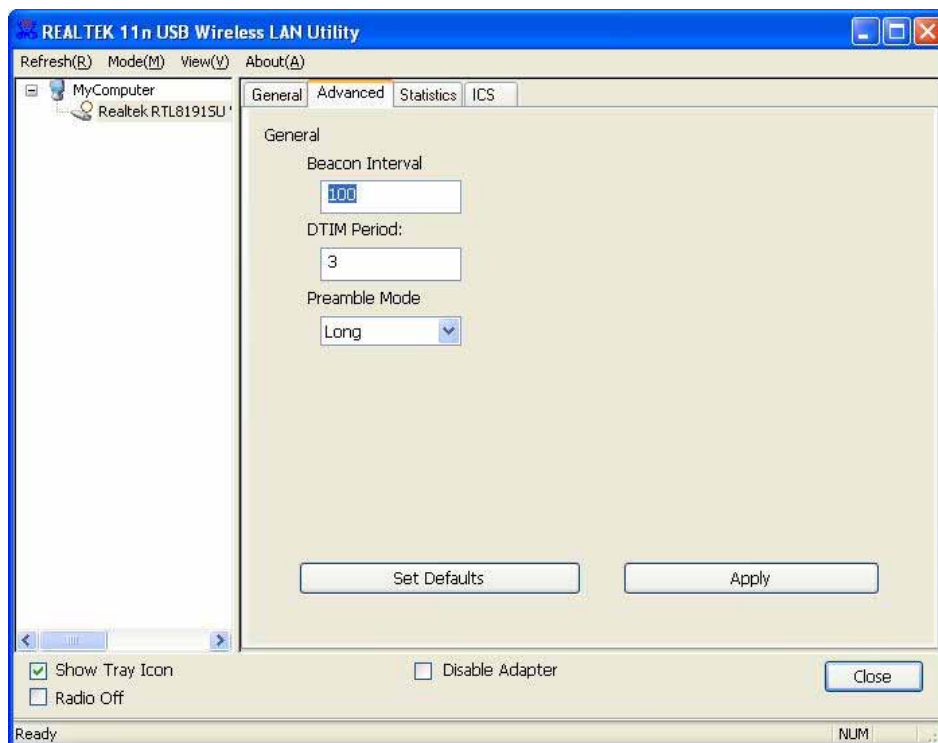 REALTEK 11n USB Wireless LAN Utility
Refresh(R) Mode(M) View(V) About(A)
MyComputer
Realtek RTL8191SU '
General Advanced Statistics ICS
General
Beacon Interval
100
DTIM Period:
3
Preamble Mode
Long
Set Defaults Apply
Show Tray Icon
Disable Adapter
Close
Radio Off
Ready NUM